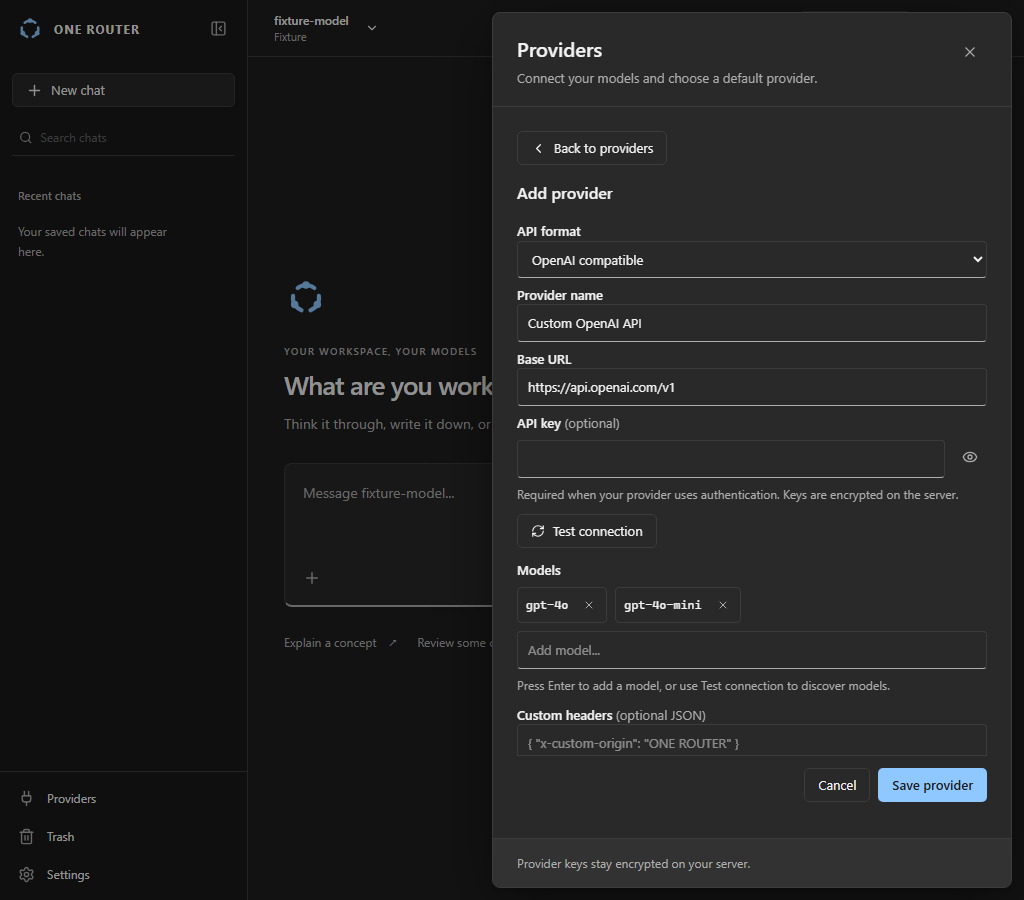 ONE ROUTER
New chat
Search chats
Recent chats
Your saved chats will appear
here.
Providers
Trash
Settings
fixture-model
Fixture
YOUR WORKSPACE, YOUR MODELS
What are you work
Think it through, write it down, or
Message fixture-model...
Explain a concept
Review some
Providers
Connect your models and choose a default provider.
Back to providers
Add provider
API format
OpenAI compatible
Provider name
Custom OpenAI API
Base URL
https://api.openai.com/v1
API key (optional)
Required when your provider uses authentication. Keys are encrypted on the server.
Test connection
Models
gpt-4o
gpt-4o-mini
Add model...
Press Enter to add a model, or use Test connection to discover models.
Custom headers (optional JSON)
{ "x-custom-origin": "ONE ROUTER" }
Cancel
Save provider
Provider keys stay encrypted on your server.